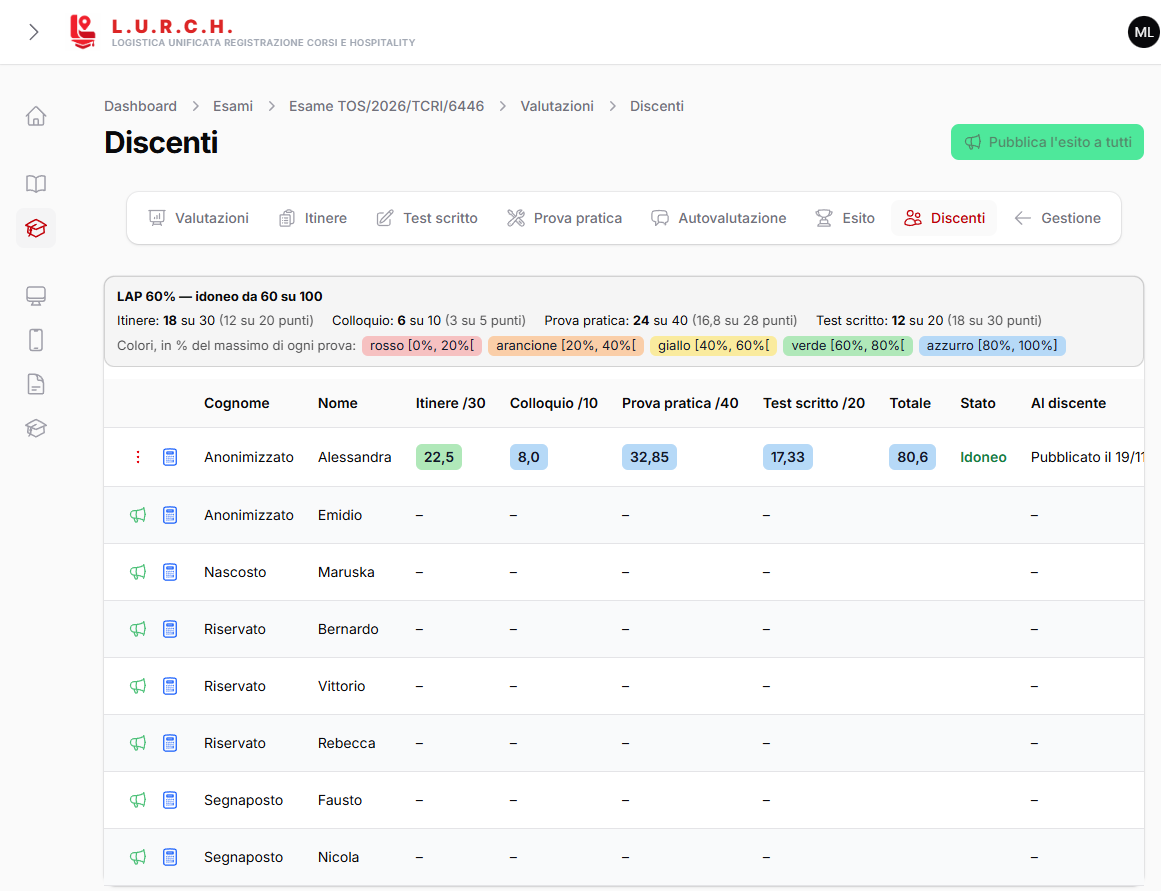 L.U.R.C.H.
LOGISTICA UNIFICATA REGISTRAZIONE CORSI E HOSPITALITY
ML
Dashboard > Esami > Esame TOS/2026/TCRI/6446 > Valutazioni > Discenti
Discenti
Pubblica l'esito a tutti
Valutazioni Itinere Test scritto Prova pratica Autovalutazione Esito Discenti Gestione
LAP 60% — idoneo da 60 su 100
Itinere: 18 su 30 (12 su 20 punti) Colloquio: 6 su 10 (3 su 5 punti) Prova pratica: 24 su 40 (16,8 su 28 punti) Test scritto: 12 su 20 (18 su 30 punti)
Colori, in % del massimo di ogni prova: rosso [0%, 20%[ arancione [20%, 40%[ giallo [40%, 60%[ verde [60%, 80%[ azzurro [80%, 100%]
Cognome Nome Itinere /30 Colloquio /10 Prova pratica /40 Test scritto /20 Totale Stato Al discente
Anonimizzato Alessandra 22,5 8,0 32,85 17,33 80,6 Idoneo Pubblicato il 19/11
Anonimizzato Emidio – – – – –
Nascosto Maruska – – – – –
Riservato Bernardo – – – – –
Riservato Vittorio – – – – –
Riservato Rebecca – – – – –
Segnaposto Fausto – – – – –
Segnaposto Nicola – – – – –